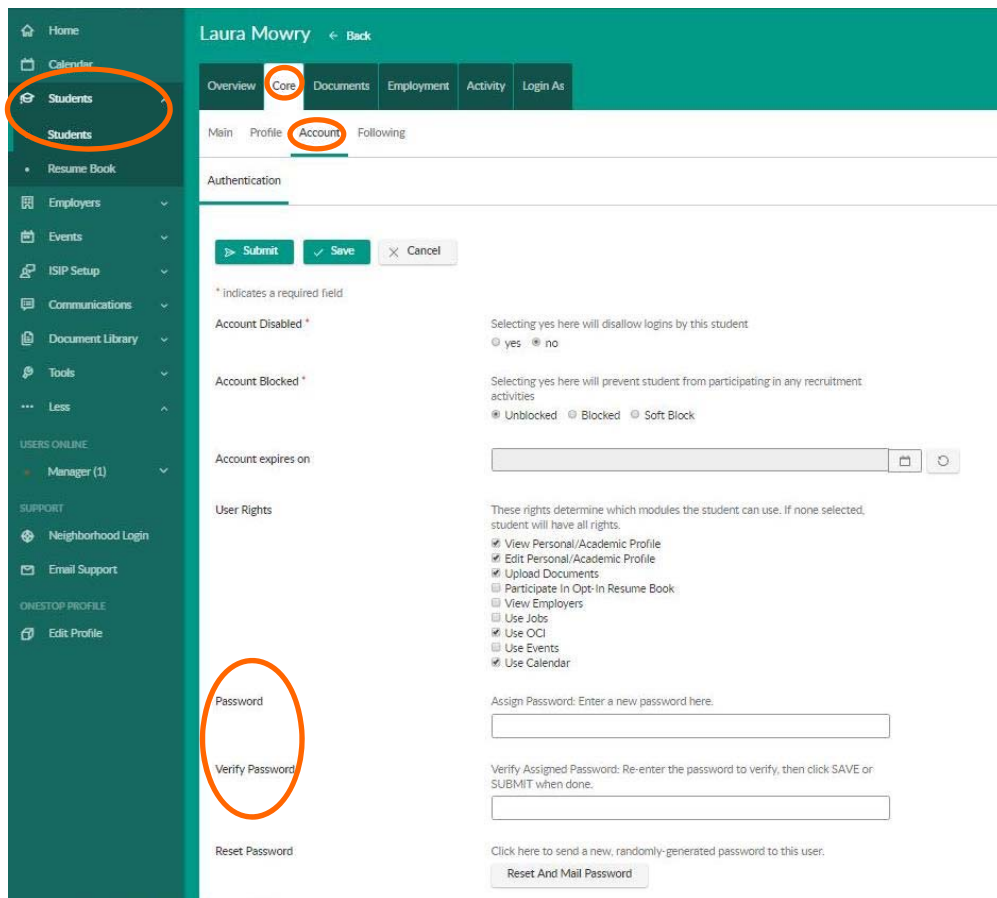 Home
Calendar
Students
Students
Resume Book
Employers
Events
ISIP Setup
Communications
Document Library
Tools
Less
USERS ONLINE
Manager (1)
SUPPORT
Neighborhood Login
Email Support
ONESTOP PROFILE
Edit Profile
Laura Mowry ← Back
Overview Core Documents Employment Activity Login As
Main Profile Account Following
Authentication
Submit Save Cancel
* indicates a required field
Account Disabled *
Selecting yes here will disallow logins by this student
yes no
Account Blocked *
Selecting yes here will prevent student from participating in any recruitment
activities
Unblocked Blocked Soft Block
Account expires on
User Rights
These rights determine which modules the student can use. If none selected,
student will have all rights.
View Personal/Academic Profile
Edit Personal/Academic Profile
Upload Documents
Participate In Opt-In Resume Book
View Employers
Use Jobs
Use OCI
Use Events
Use Calendar
Password
Assign Password: Enter a new password here.
Verify Password
Verify Assigned Password: Re-enter the password to verify, then click SAVE or
SUBMIT when done.
Reset Password
Click here to send a new, randomly-generated password to this user.
Reset And Mail Password